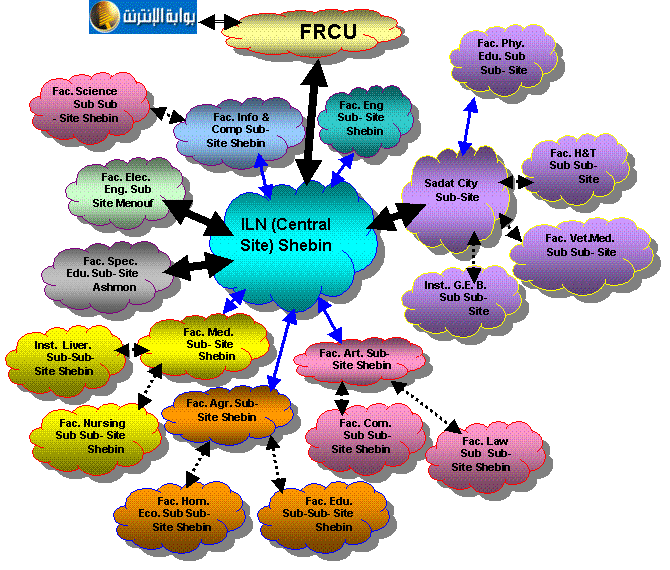 بوابة الإنترنت
FRCU
Fac. Phy.
Edu. Sub
Sub- Site
Fac. Science
Sub Sub
- Site Shebin
Fac. Info &
Comp Sub-
Site Shebin
Fac. Eng
Sub- Site
Shebin
Fac. H&T
Sub Sub-
Site
Fac. Elec.
Eng. Sub
Site Menouf
Sadat City
Sub-Site
ILN (Central
Site) Shebin
Fac. Vet.Med.
Sub Sub- Site
Fac. Spec.
Edu. Sub- Site
Ashmon
Inst.. G.E. B.
Sub Sub-
Site
Fac. Med.
Sub- Site
Shebin
Inst. Liver.
Sub-Sub-
Site Shebin
Fac. Art. Sub-
Site Shebin
Fac. Agr. Sub-
Site Shebin
Fac. Nursing
Sub Sub- Site
Shebin
Fac. Com.
Sub Sub-
Site Shebin
Fac. Law
Sub Sub-
Site Shebin
Fac. Hom.
Eco. Sub Sub-
Site Shebin
Fac. Edu.
Sub-Sub- Site
Shebin